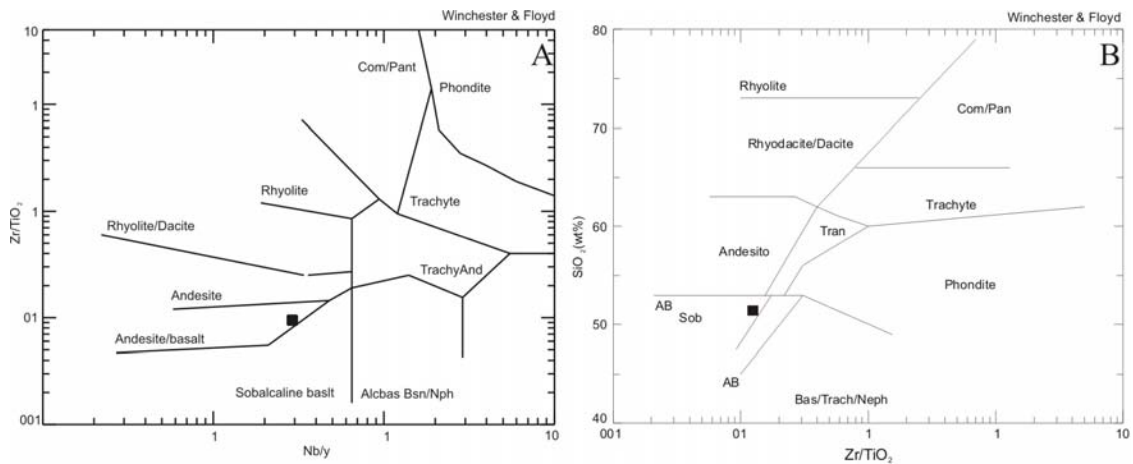 Winchester & Floyd
A
10
1
1
01
001
Zr/TiO₂
Com/Pant
Phondite
Rhyolite
Trachyte
Rhyolite/Dacite
TrachyAnd
Andesite
Andesite/basalt
Sobalcaline baslt
Alcbas Bsn/Nph
1
1
10
Nb/y
Winchester & Floyd
B
80
70
60
50
40
SiO₂(wt%)
Rhyolite
Com/Pan
Rhyodacite/Dacite
Trachyte
Tran
Andesito
Phondite
AB
Sob
AB
Bas/Trach/Neph
001
01
1
1
10
Zr/TiO₂